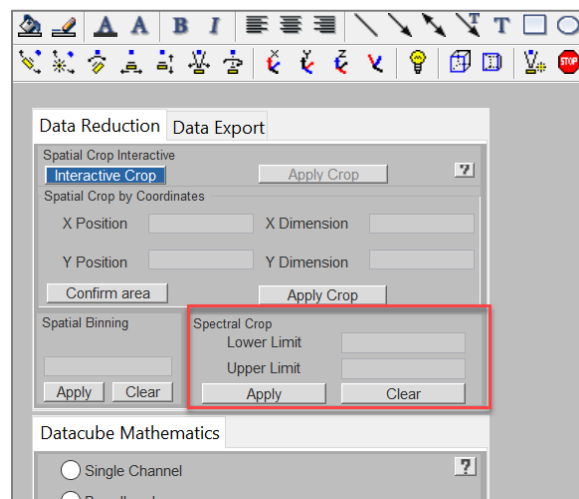 A A B I T T
X Y Z STOP
Data Reduction Data Export
Spatial Crop Interactive
Interactive Crop Apply Crop ?
Spatial Crop by Coordinates
X Position X Dimension
Y Position Y Dimension
Confirm area Apply Crop
Spatial Binning Spectral Crop
Lower Limit
Upper Limit
Apply Clear Apply Clear
Datacube Mathematics
Single Channel ?